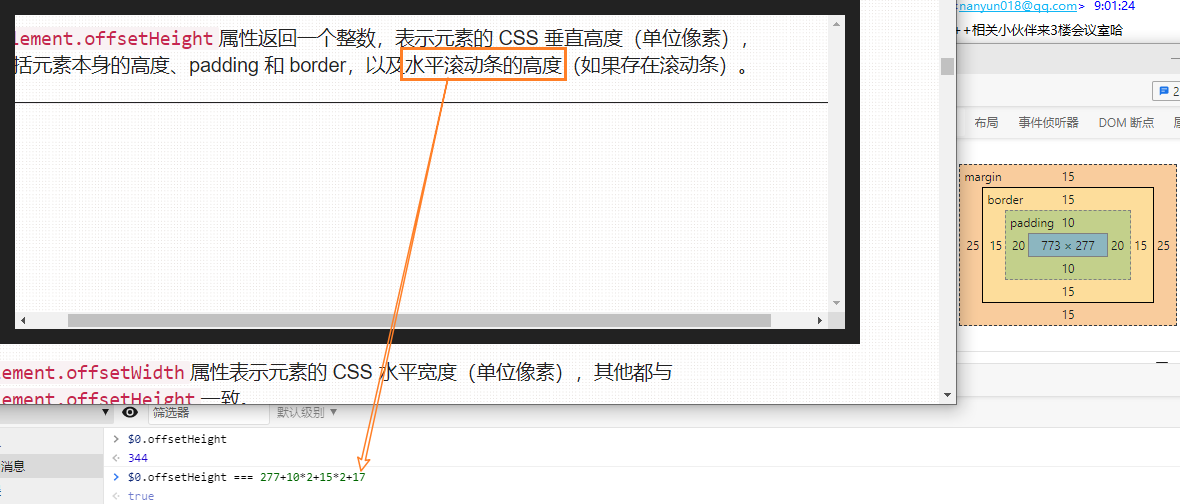 <nanyun018@qq.com> 9:01:24
++相关小伙伴来3楼会议室哈
lement.offsetHeight 属性返回一个整数，表示元素的 CSS 垂直高度（单位像素），
括元素本身的高度、padding 和 border，以及水平滚动条的高度（如果存在滚动条）。
2
布局 事件侦听器 DOM 断点
margin 15
border 15
padding 10
25 15 20 773 × 277 20 15 25
10
15
15
lement.offsetWidth 属性表示元素的 CSS 水平宽度（单位像素），其他都与
lement.offsetHeight 一致。
筛选器 默认级别 ▼
消息
> $0.offsetHeight
< 344
> $0.offsetHeight === 277+10*2+15*2+17
< true